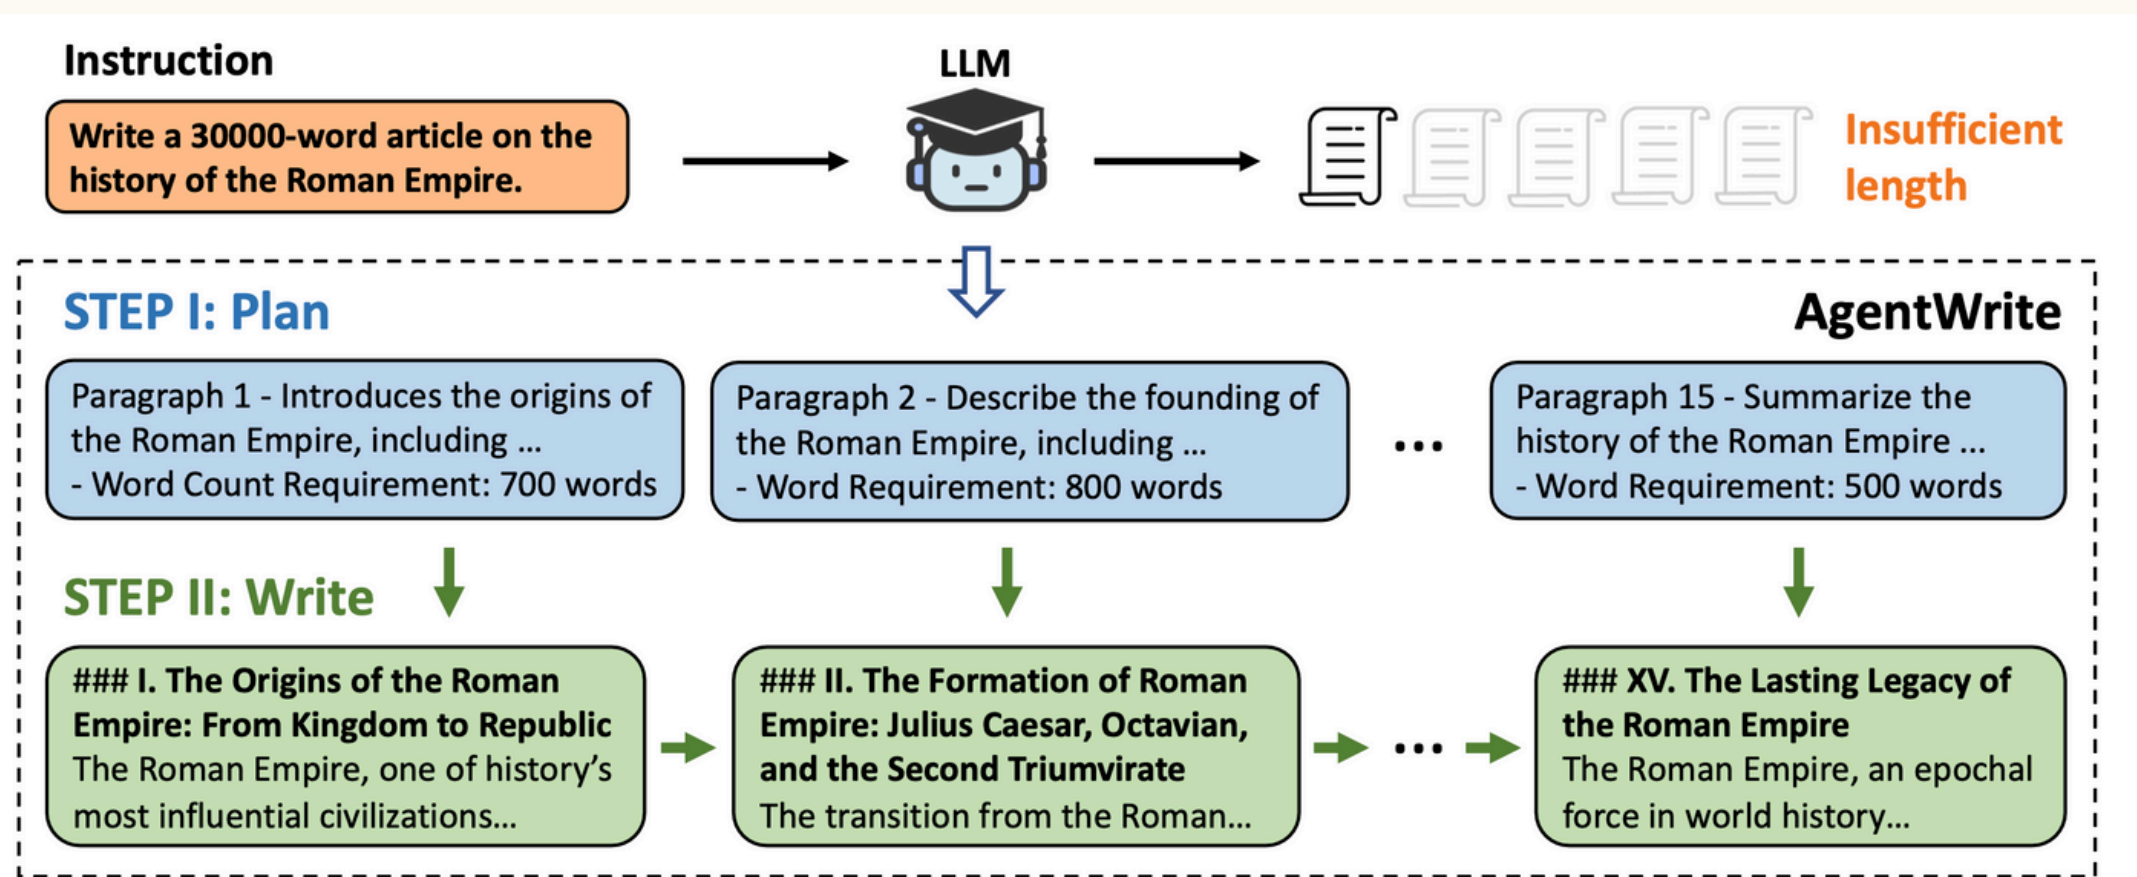 Instruction
LLM
Write a 30000-word article on the
history of the Roman Empire.
Insufficient
length
STEP I: Plan
AgentWrite
Paragraph 1 - Introduces the origins of
the Roman Empire, including ...
- Word Count Requirement: 700 words
Paragraph 2 - Describe the founding of
the Roman Empire, including ...
- Word Requirement: 800 words
...
Paragraph 15 - Summarize the
history of the Roman Empire ...
- Word Requirement: 500 words
STEP II: Write
### I. The Origins of the Roman
Empire: From Kingdom to Republic
The Roman Empire, one of history’s
most influential civilizations...
### II. The Formation of Roman
Empire: Julius Caesar, Octavian,
and the Second Triumvirate
The transition from the Roman...
...
### XV. The Lasting Legacy of
the Roman Empire
The Roman Empire, an epochal
force in world history...